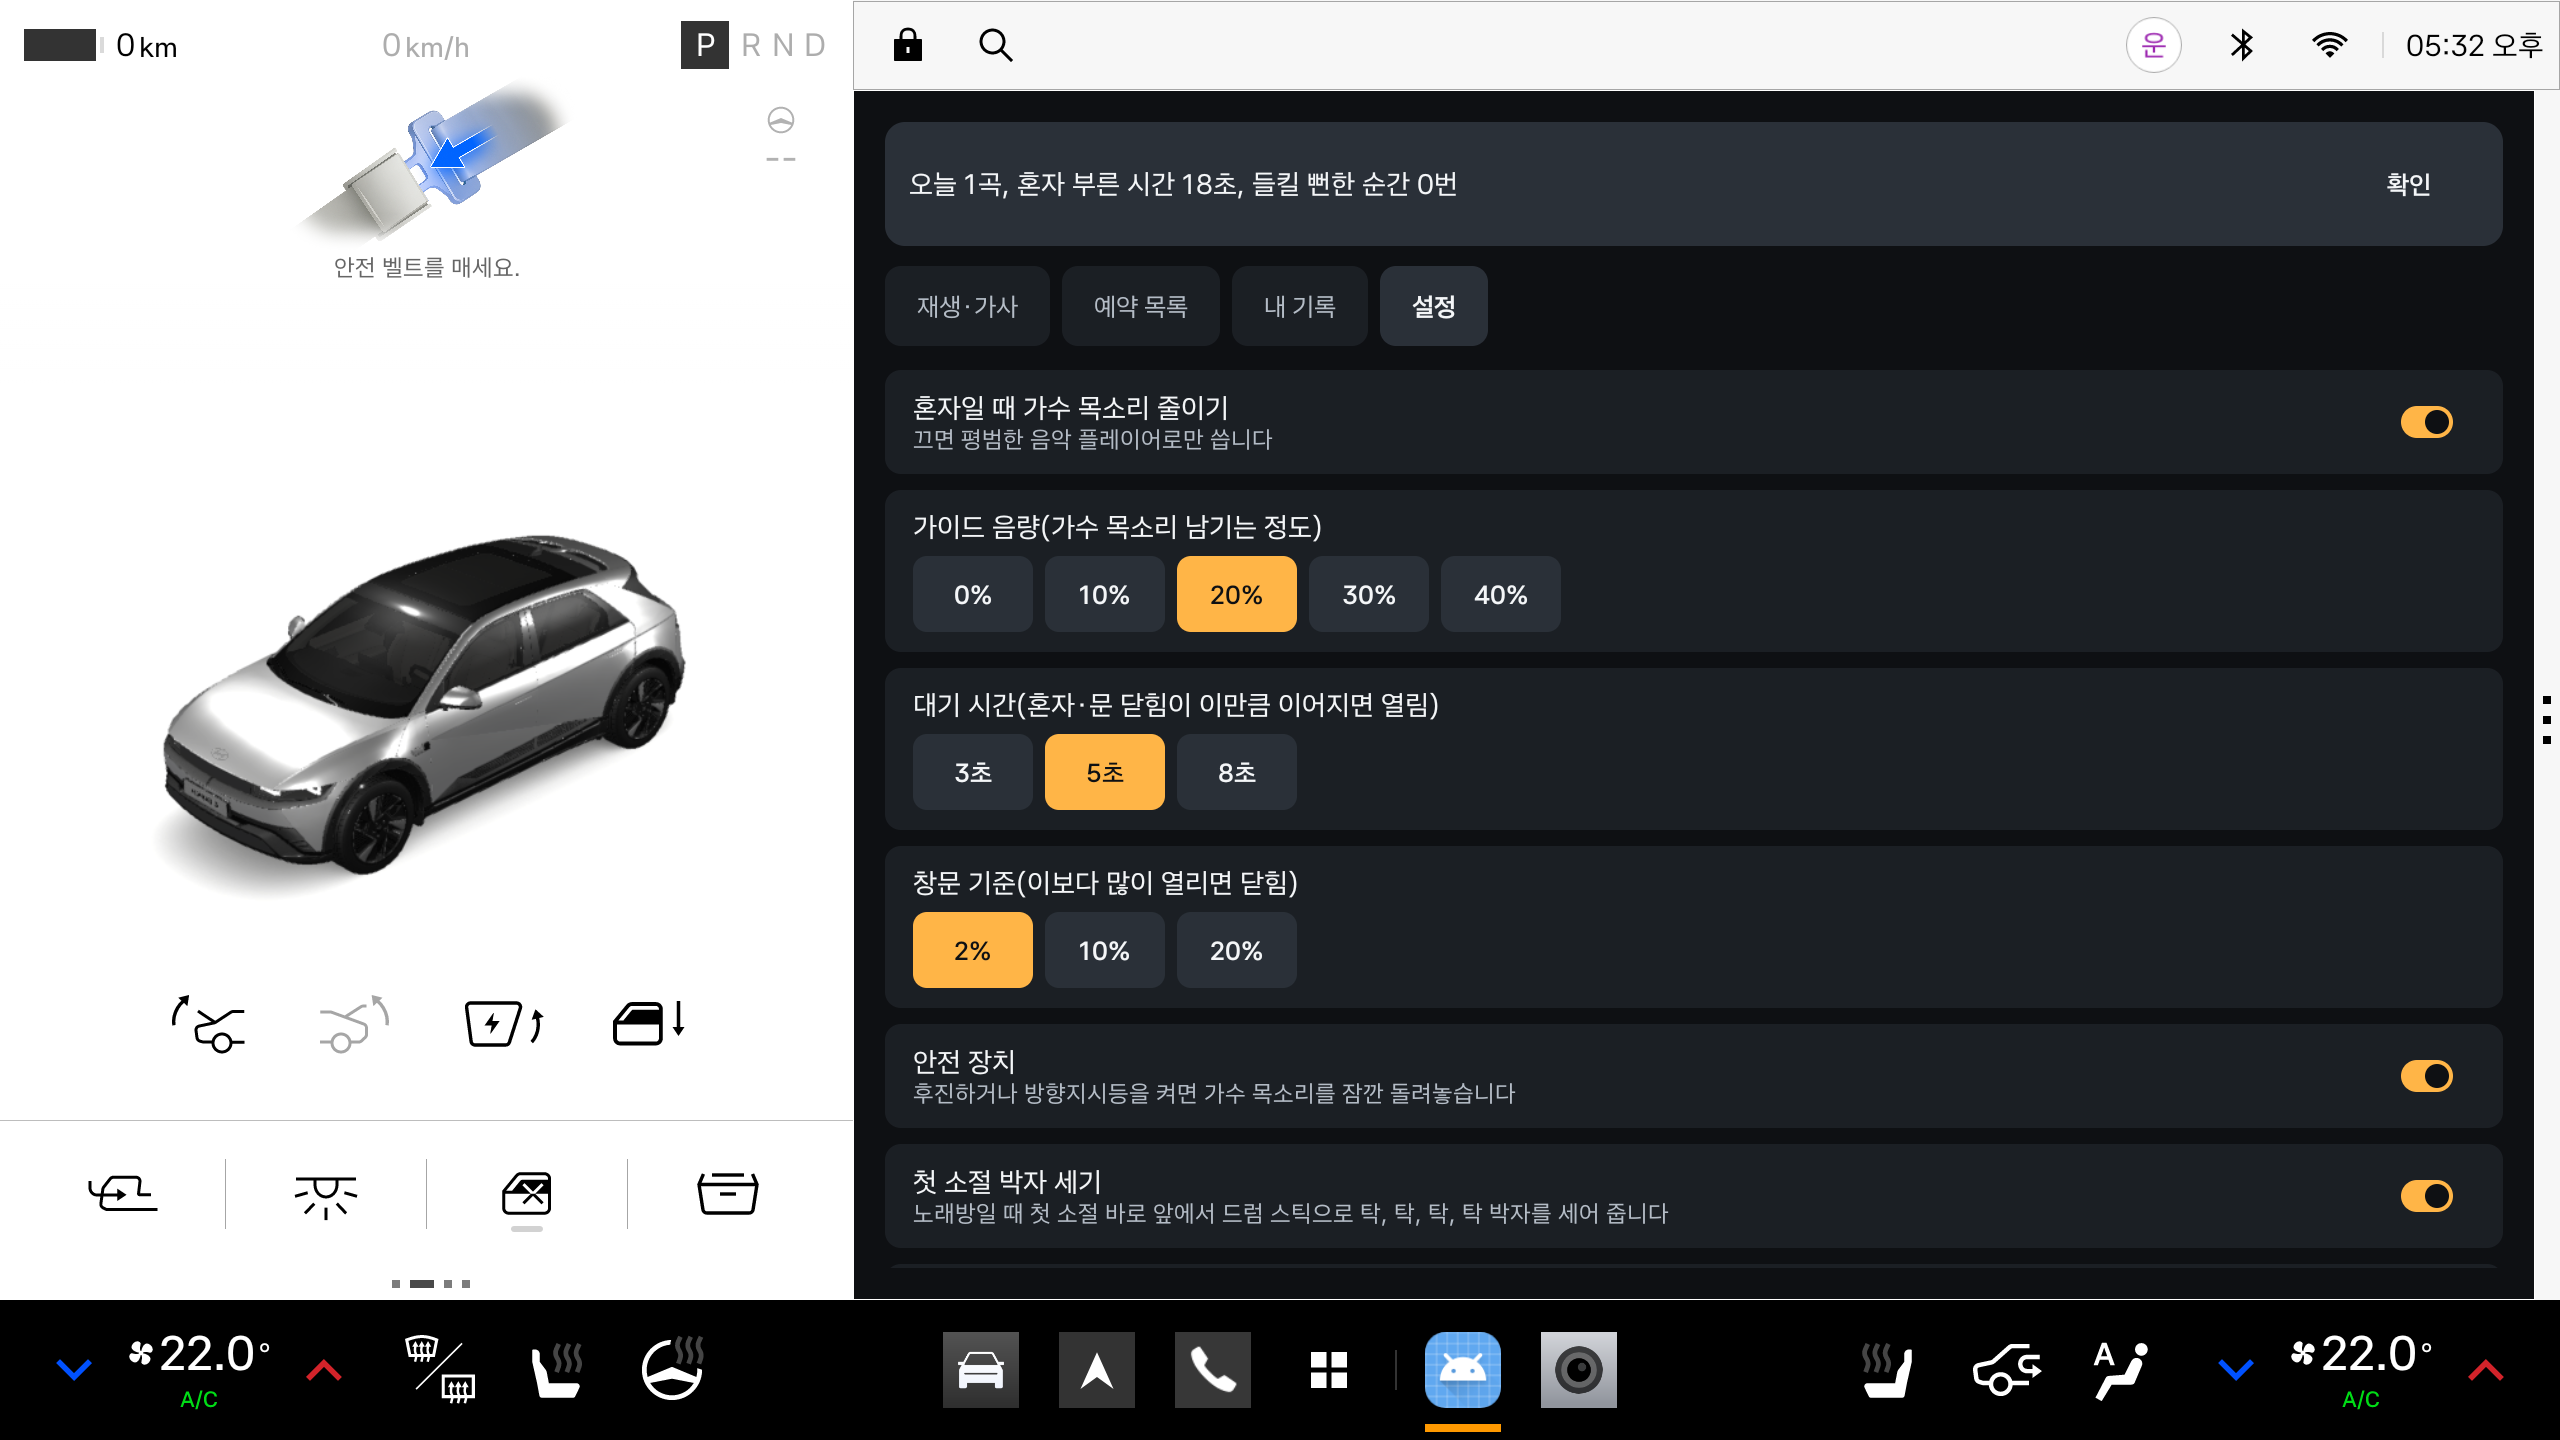 0 km
0 km/h
P R N D
운
05:32 오후
안전 벨트를 매세요.
오늘 1곡, 혼자 부른 시간 18초, 들킬 뻔한 순간 0번
확인
재생·가사
예약 목록
내 기록
설정
혼자일 때 가수 목소리 줄이기
끄면 평범한 음악 플레이어로만 씁니다
가이드 음량(가수 목소리 남기는 정도)
0% 10% 20% 30% 40%
대기 시간(혼자·문 닫힘이 이만큼 이어지면 열림)
3초 5초 8초
창문 기준(이보다 많이 열리면 닫힘)
2% 10% 20%
안전 장치
후진하거나 방향지시등을 켜면 가수 목소리를 잠깐 돌려놓습니다
첫 소절 박자 세기
노래방일 때 첫 소절 바로 앞에서 드럼 스틱으로 탁, 탁, 탁, 탁 박자를 세어 줍니다
22.0°
A/C
A
22.0°
A/C